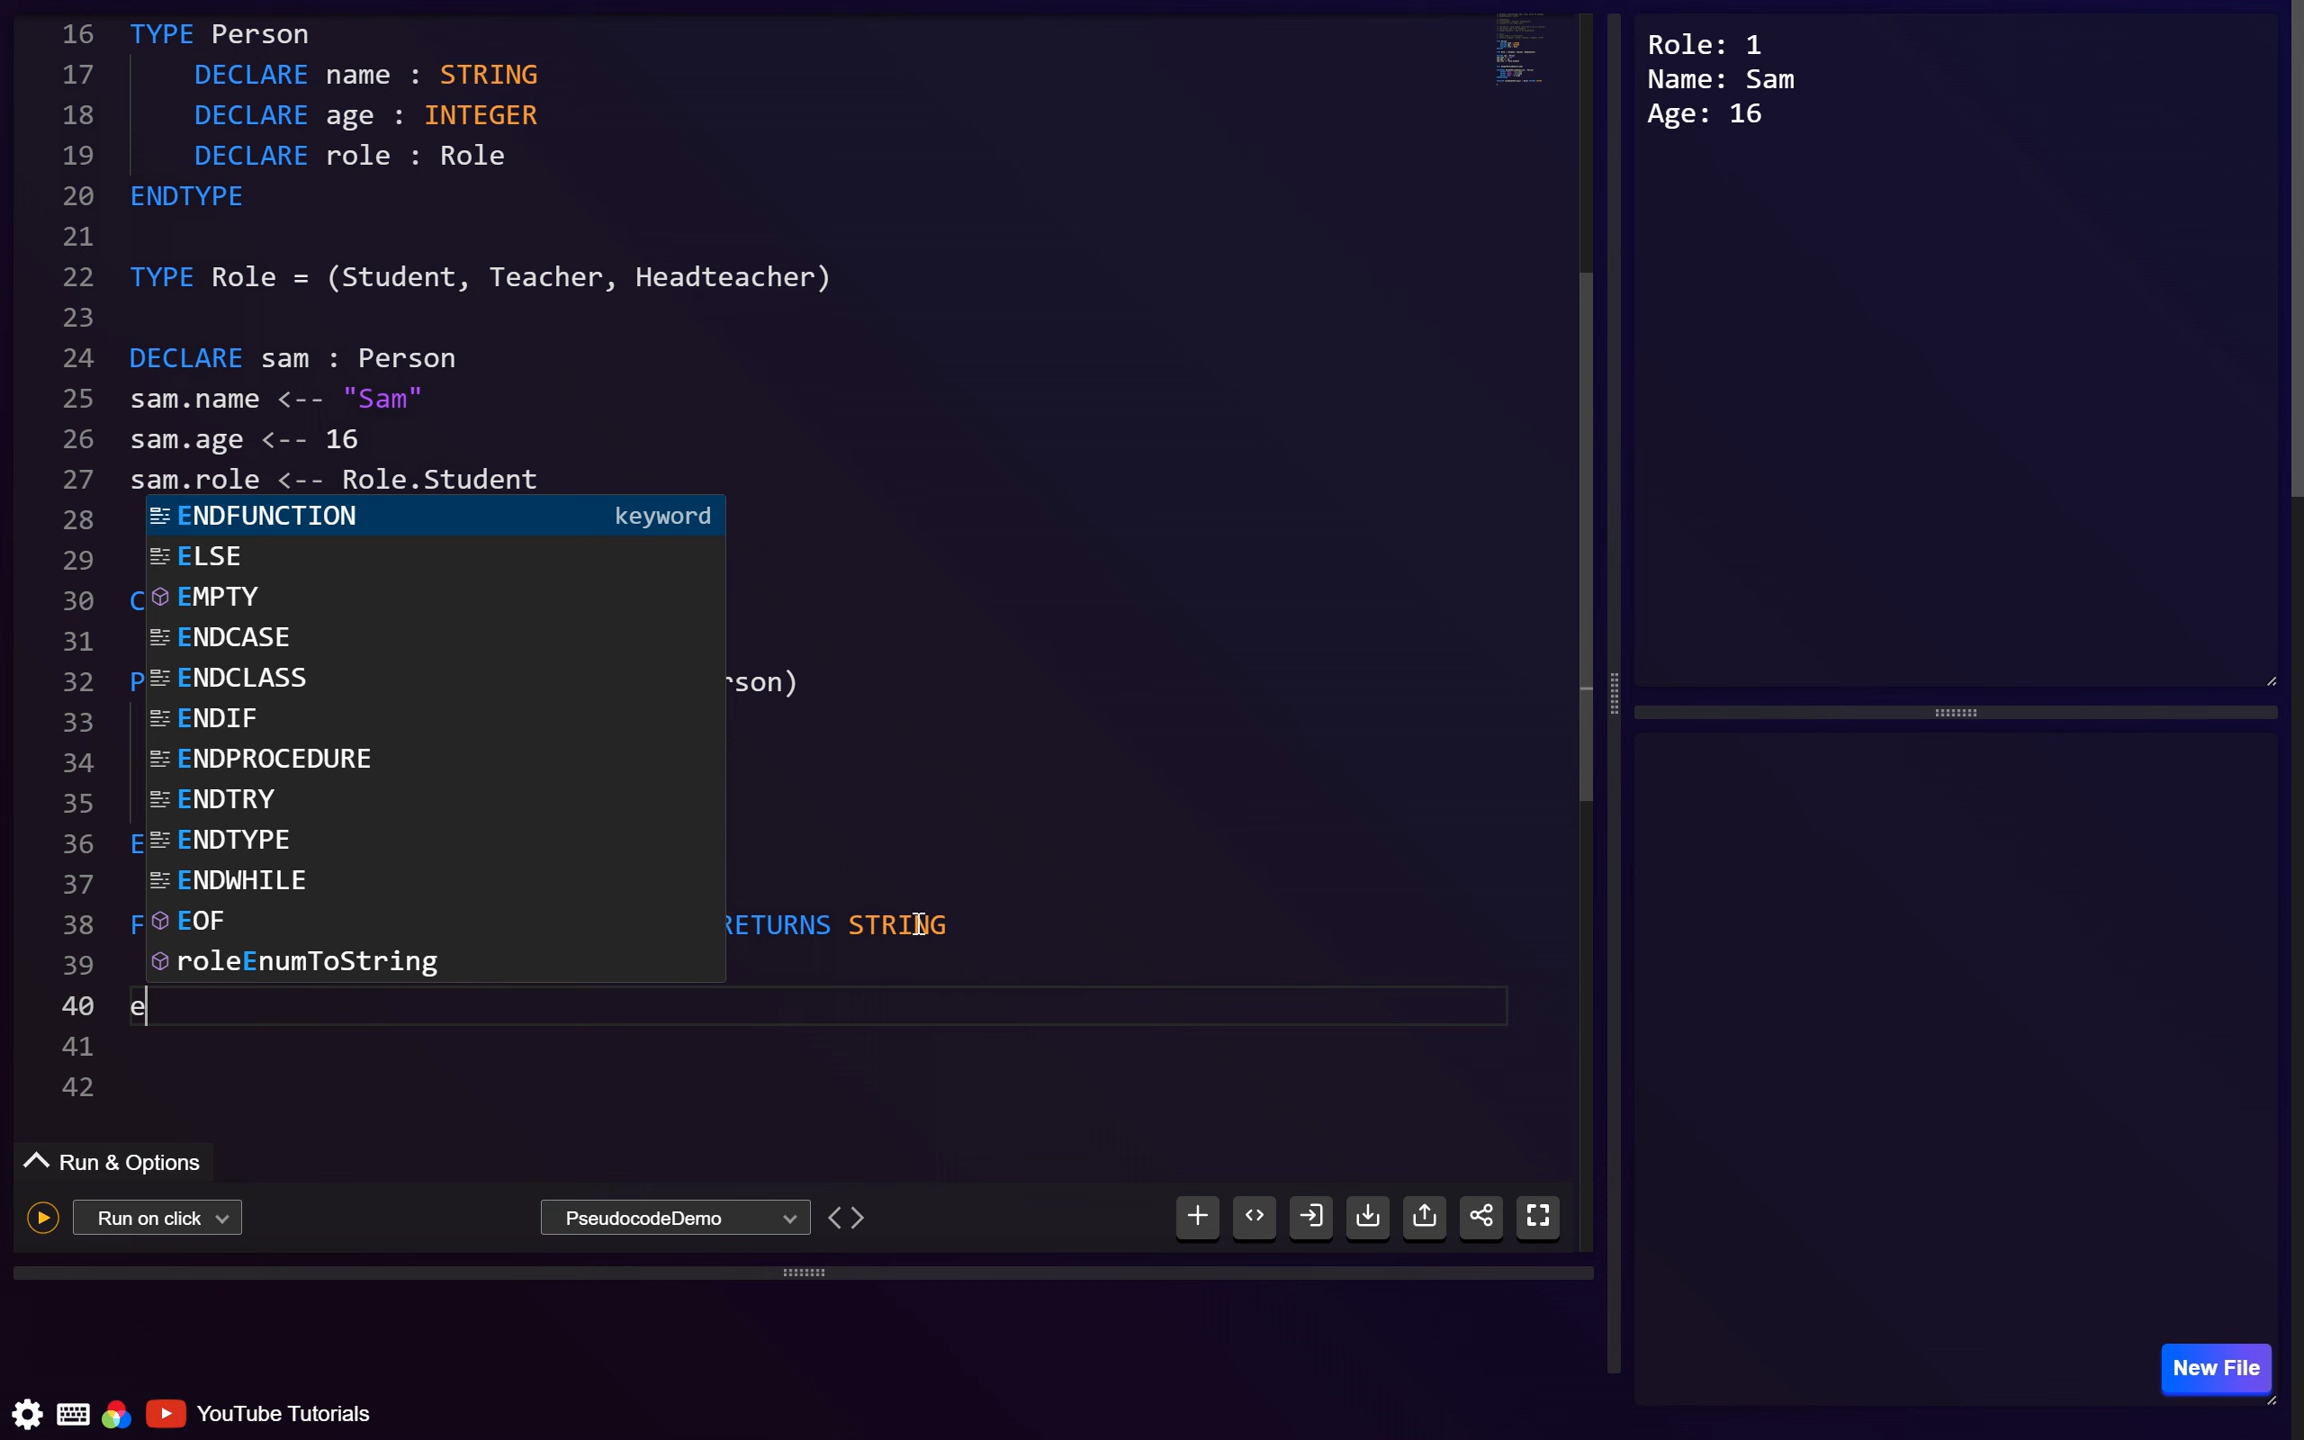 16 TYPE Person
17 DECLARE name : STRING
18 DECLARE age : INTEGER
19 DECLARE role : Role
20 ENDTYPE
21
22 TYPE Role = (Student, Teacher, Headteacher)
23
24 DECLARE sam : Person
25 sam.name <-- "Sam"
26 sam.age <-- 16
27 sam.role <-- Role.Student
28 ENDFUNCTION keyword
29 ELSE
30 C EMPTY
31 ENDCASE
32 P ENDCLASS rson)
33 ENDIF
34 ENDPROCEDURE
35 ENDTRY
36 E ENDTYPE
37 ENDWHILE
38 F EOF RETURNS STRING
39 roleEnumToString
40 e
41
42
Run & Options
Run on click PseudocodeDemo
YouTube Tutorials
Role: 1
Name: Sam
Age: 16
New File